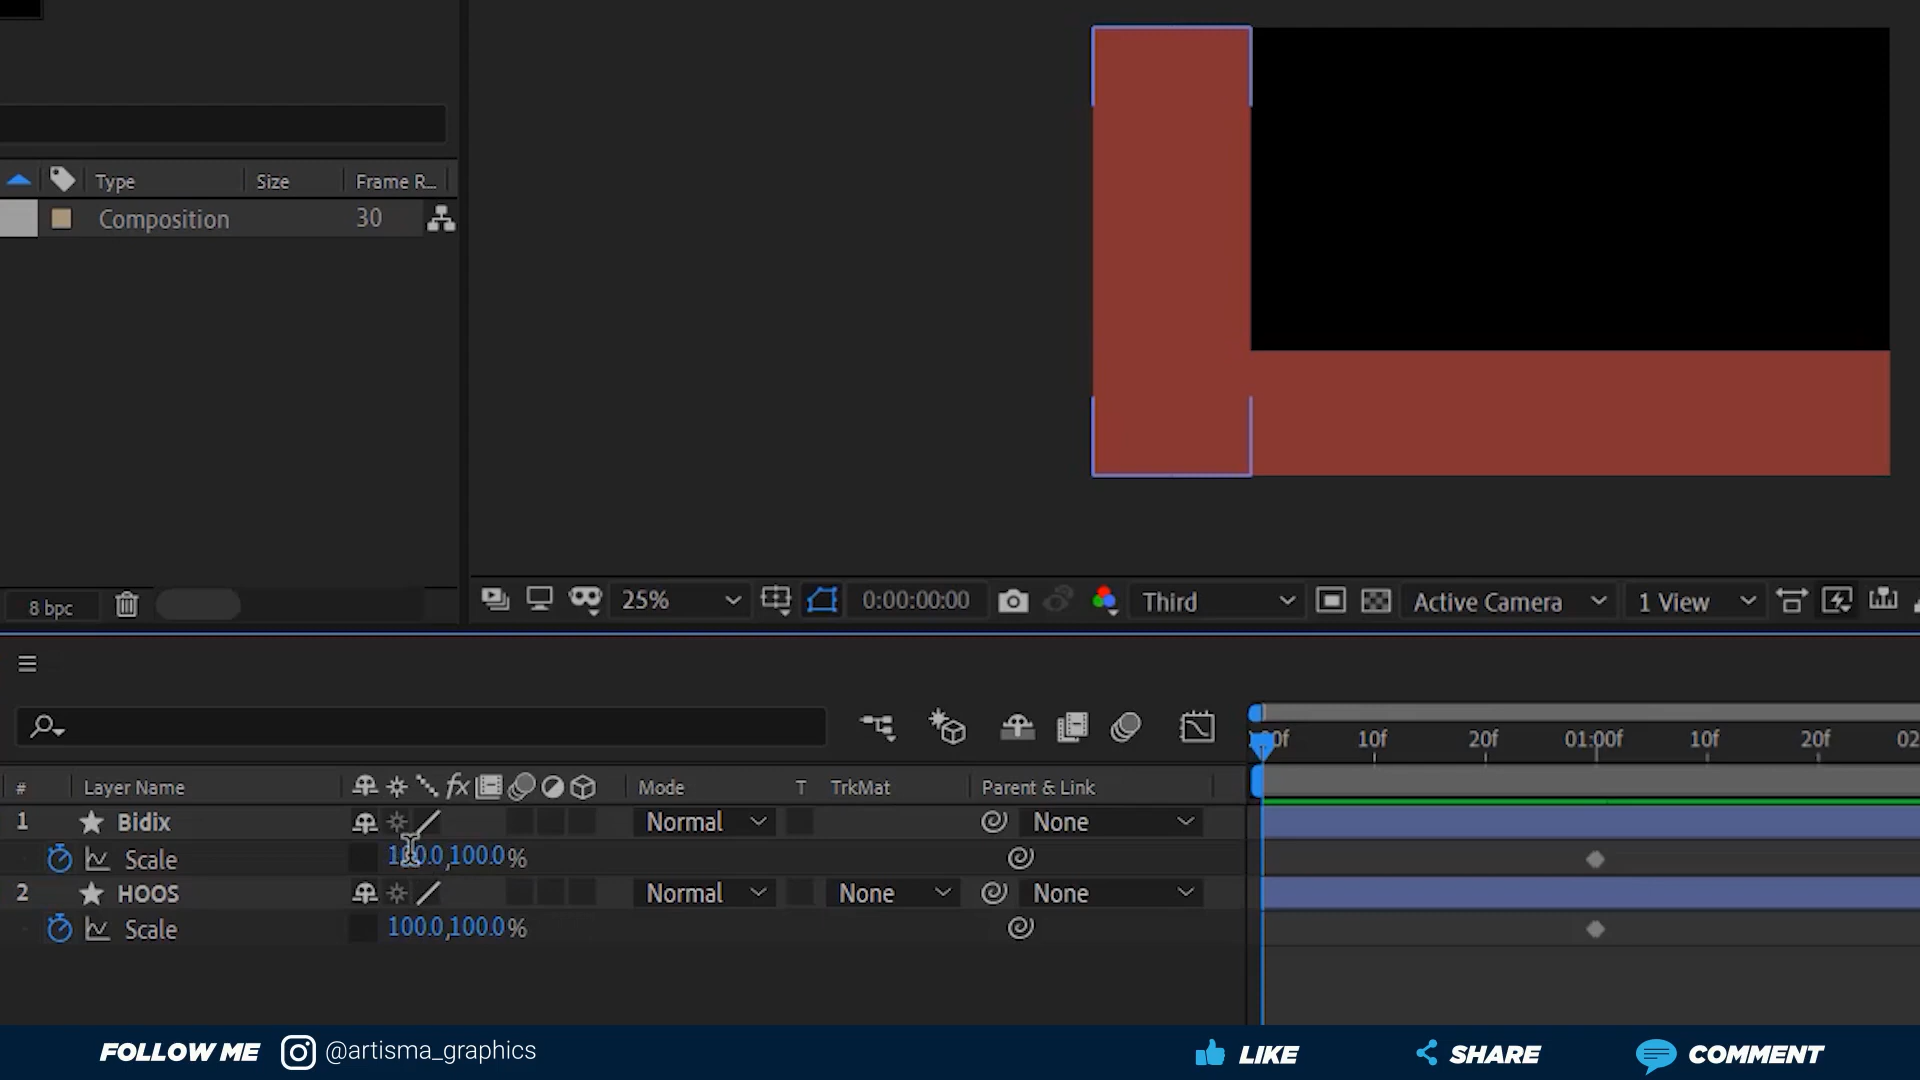 Type Size Frame R...
Composition 30
8 bpc
25% 0:00:00:00 Third Active Camera 1 View
10f 20f 01:00f 10f 20f 02
# Layer Name fx Mode T TrkMat Parent & Link
1 Bidix Normal None
Scale 100.0,100.0%
2 HOOS Normal None None
Scale 100.0,100.0%
FOLLOW ME @artisma_graphics LIKE SHARE COMMENT